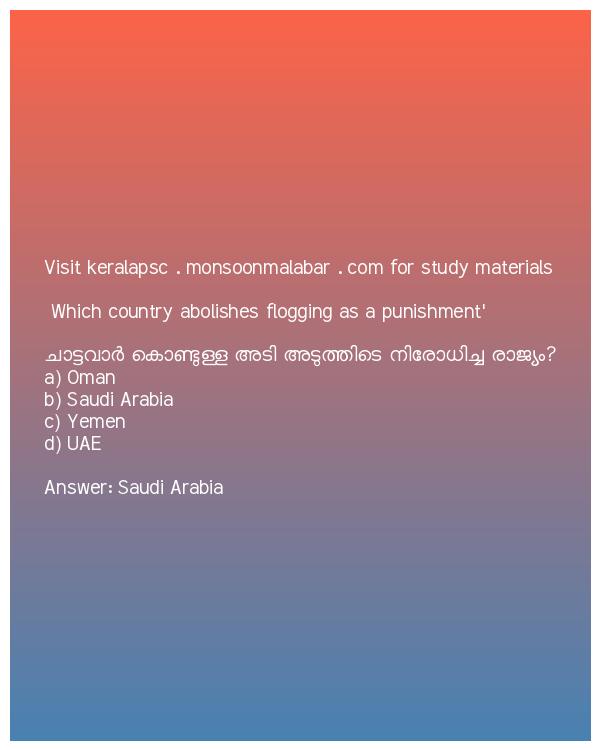 Visit keralapsc . monsoonmalabar . com for study materials
Which country abolishes flogging as a punishment'
ചാട്ടവാർ കൊണ്ടുള്ള അടി അടുത്തിടെ നിരോധിച്ച രാജ്യം?
a) Oman
b) Saudi Arabia
c) Yemen
d) UAE
Answer: Saudi Arabia